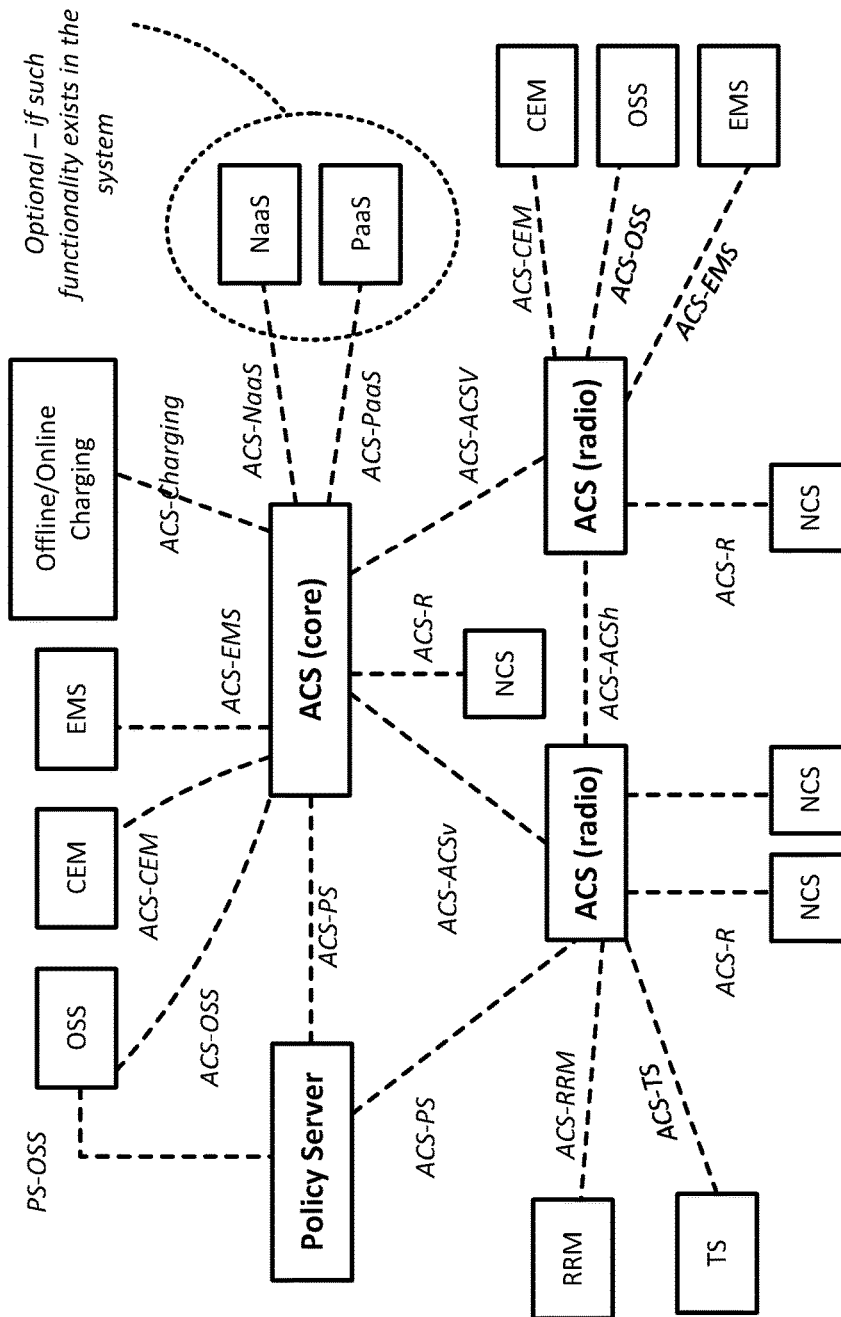 PS-OSS
OSS
CEM
EMS
Offline/Online
Charging
Optional – if such
functionality exists in the
system
ACS-OSS
ACS-CEM
ACS-EMS
ACS-Charging
NaaS
PaaS
ACS-NaaS
ACS-PaaS
Policy Server
ACS-PS
ACS (core)
ACS-PS
ACS-ACSv
ACS-R
NCS
ACS-ACSV
ACS-CEM
CEM
ACS-OSS
OSS
ACS-EMS
EMS
ACS-RRM
RRM
ACS-TS
TS
ACS (radio)
ACS-ACSh
ACS (radio)
ACS-R
NCS
NCS
ACS-R
NCS